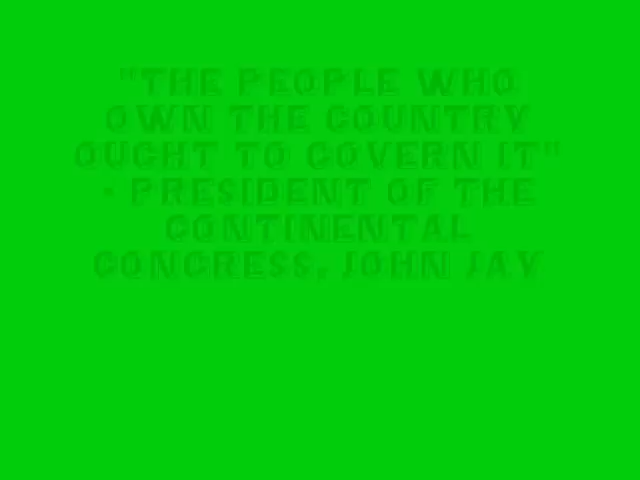 "THE PEOPLE WHO
OWN THE COUNTRY
OUGHT TO GOVERN IT"
- PRESIDENT OF THE
CONTINENTAL
CONGRESS, JOHN JAY